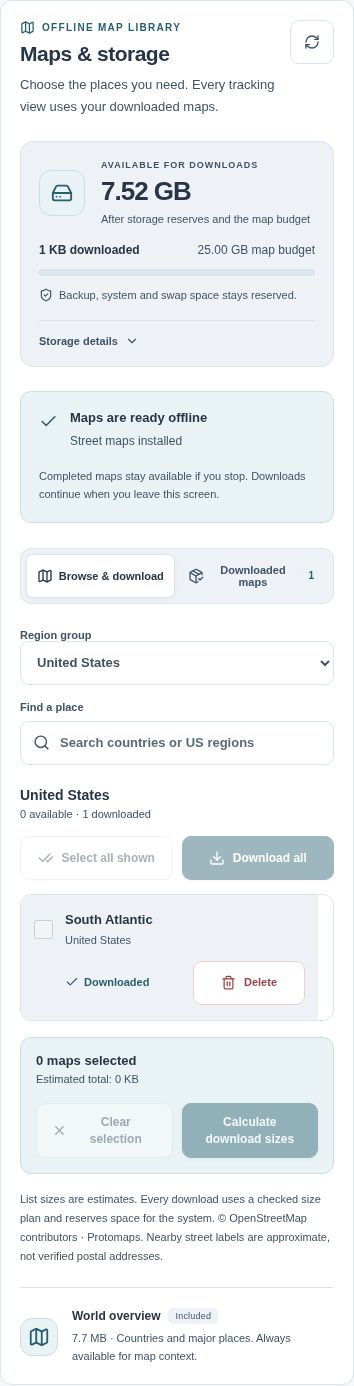 OFFLINE MAP LIBRARY
Maps & storage
Choose the places you need. Every tracking
view uses your downloaded maps.
AVAILABLE FOR DOWNLOADS
7.52 GB
After storage reserves and the map budget
1 KB downloaded
25.00 GB map budget
Backup, system and swap space stays reserved.
Storage details
Maps are ready offline
Street maps installed
Completed maps stay available if you stop. Downloads
continue when you leave this screen.
Browse & download
Downloaded
maps
1
Region group
United States
Find a place
Search countries or US regions
United States
0 available · 1 downloaded
Select all shown
Download all
South Atlantic
United States
Downloaded
Delete
0 maps selected
Estimated total: 0 KB
Clear
selection
Calculate
download sizes
List sizes are estimates. Every download uses a checked size
plan and reserves space for the system. © OpenStreetMap
contributors · Protomaps. Nearby street labels are approximate,
not verified postal addresses.
World overview
Included
7.7 MB · Countries and major places. Always
available for map context.